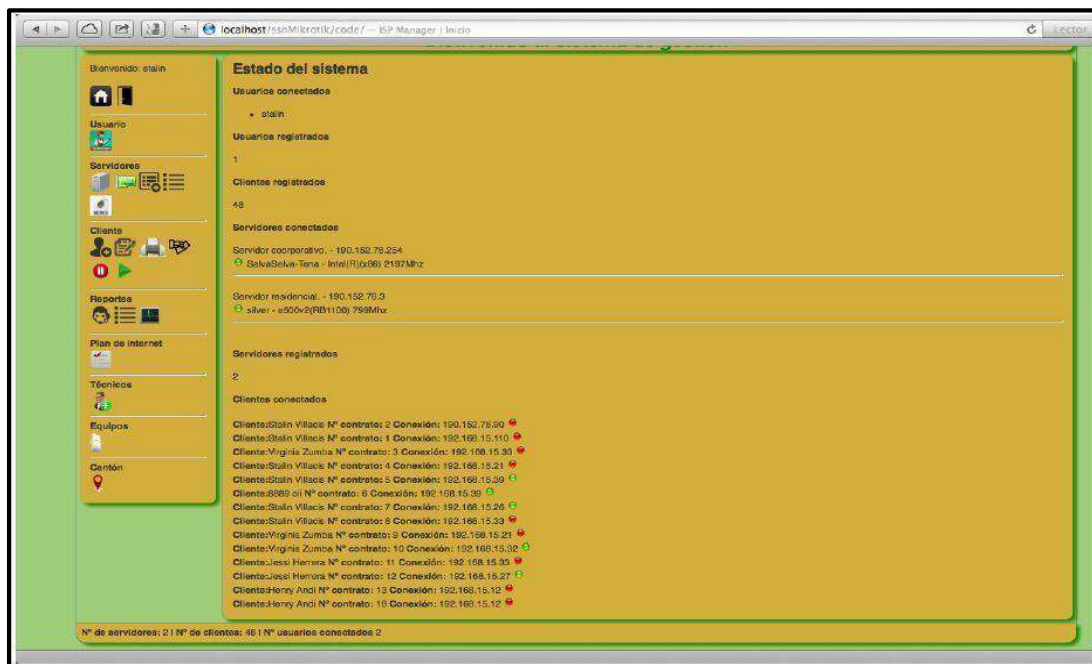 localhost/sshMikrotik/code/ — ISP Manager | Inicio
Lector
Bienvenido al sistema de gestión
Bienvenido: stalin
Usuario
Servidores
Cliente
Reportes
Plan de internet
Técnicos
Equipos
Cantón
Estado del sistema
Usuarios conectados
• stalin
Usuarios registrados
1
Clientes registrados
48
Servidores conectados
Servidor coorporativo. - 190.152.76.254
SelvaSelva-Tena - Intel(R)(x86) 2197Mhz
Servidor residencial. - 190.152.76.3
silver - e500v2(RB1100) 799Mhz
Servidores registrados
2
Clientes conectados
Cliente:Stalin Villacis Nº contrato: 2 Conexión: 190.152.76.90
Cliente:Stalin Villacis Nº contrato: 1 Conexión: 192.168.15.110
Cliente:Virginia Zumba Nº contrato: 3 Conexión: 192.168.15.33
Cliente:Stalin Villacis Nº contrato: 4 Conexión: 192.168.15.21
Cliente:Stalin Villacis Nº contrato: 5 Conexión: 192.168.15.39
Cliente:8889 oii Nº contrato: 6 Conexión: 192.168.15.39
Cliente:Stalin Villacis Nº contrato: 7 Conexión: 192.168.15.26
Cliente:Stalin Villacis Nº contrato: 8 Conexión: 192.168.15.33
Cliente:Virginia Zumba Nº contrato: 9 Conexión: 192.168.15.21
Cliente:Virginia Zumba Nº contrato: 10 Conexión: 192.168.15.32
Cliente:Jessi Herrera Nº contrato: 11 Conexión: 192.168.15.33
Cliente:Jessi Herrera Nº contrato: 12 Conexión: 192.168.15.27
Cliente:Henry Andi Nº contrato: 13 Conexión: 192.168.15.12
Cliente:Henry Andi Nº contrato: 16 Conexión: 192.168.15.12
Nº de servidores: 2 | Nº de clientes: 48 | Nº usuarios conectados 2